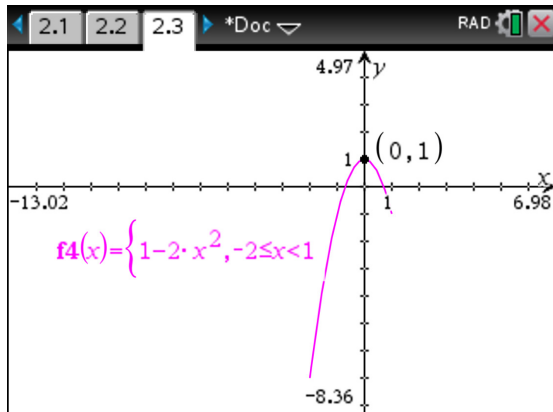 2.1 2.2 2.3 *Doc RAD
4.97 y
(0,1)
1
x
-13.02 1 6.98
f4(x)={1-2·x², -2≤x<1
-8.36